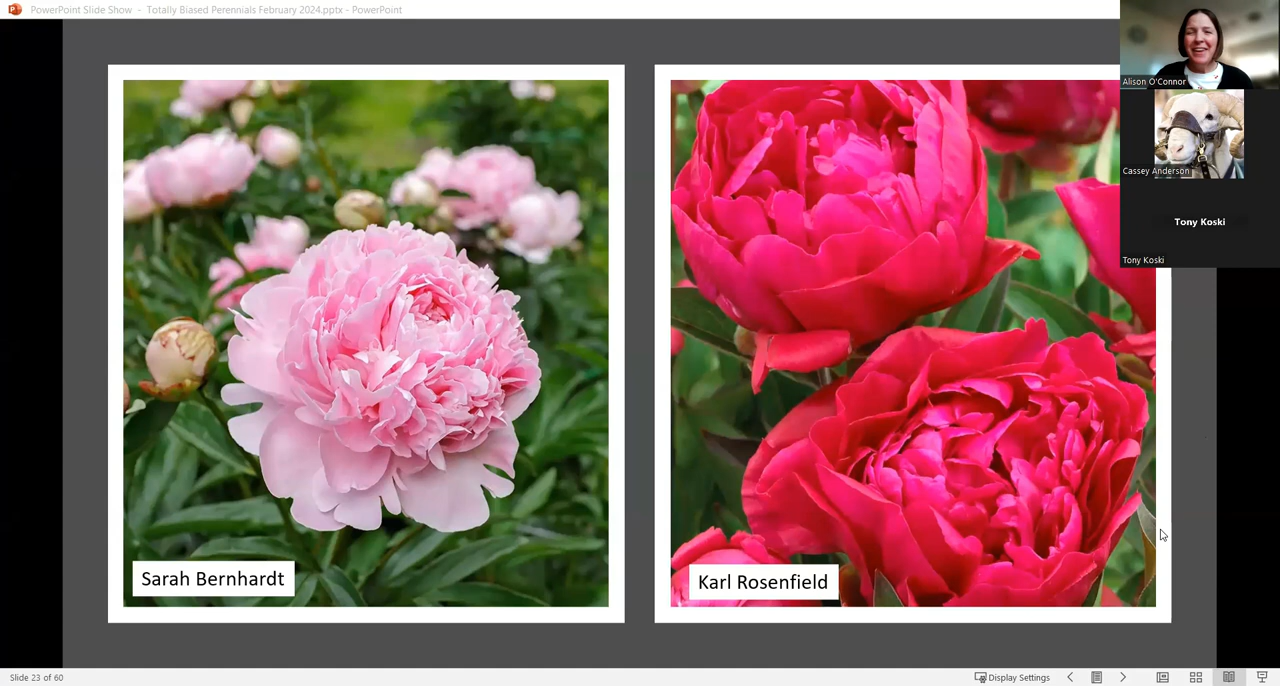 PowerPoint Slide Show - Totally Biased Perennials February 2024.pptx - PowerPoint
Alison O'Connor
Cassey Anderson
Tony Koski
Tony Koski
Sarah Bernhardt
Karl Rosenfield
Slide 23 of 60
Display Settings